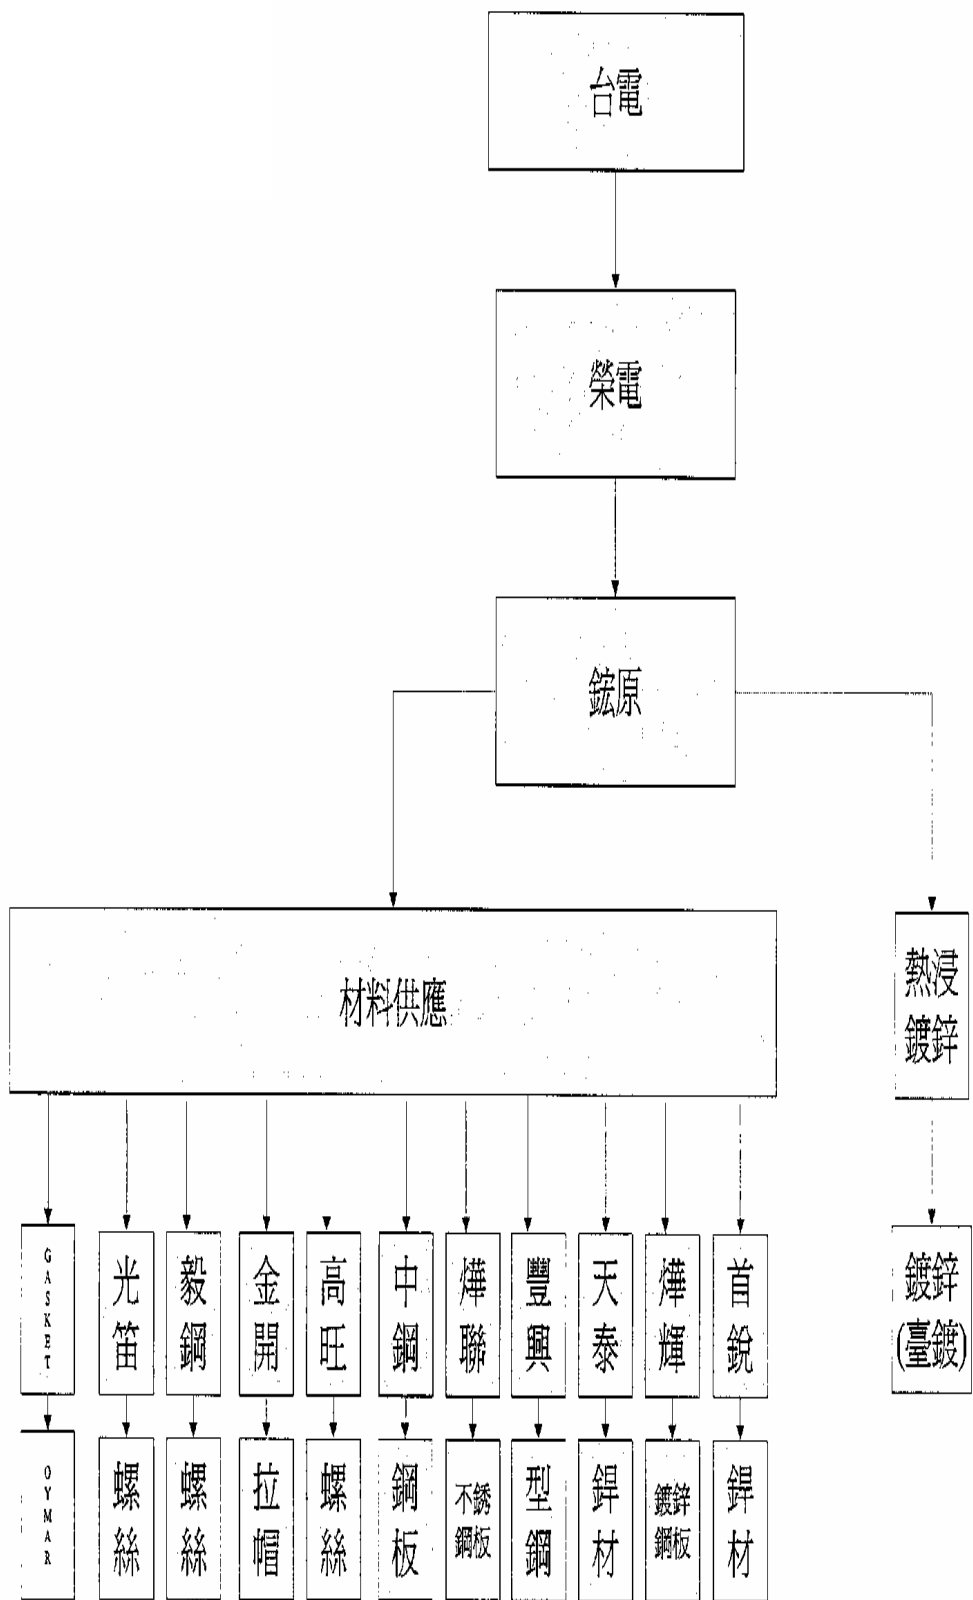 台電
榮電
鋐原
材料供應
熱浸
鍍鋅
GASKET
光笛
毅鋼
金開
高旺
中鋼
燁聯
豐興
天泰
燁輝
首銳
鍍鋅
(臺鍍)
OYMAR
螺絲
螺絲
拉帽
螺絲
鋼板
不銹
鋼板
型鋼
銲材
鍍鋅
鋼板
銲材